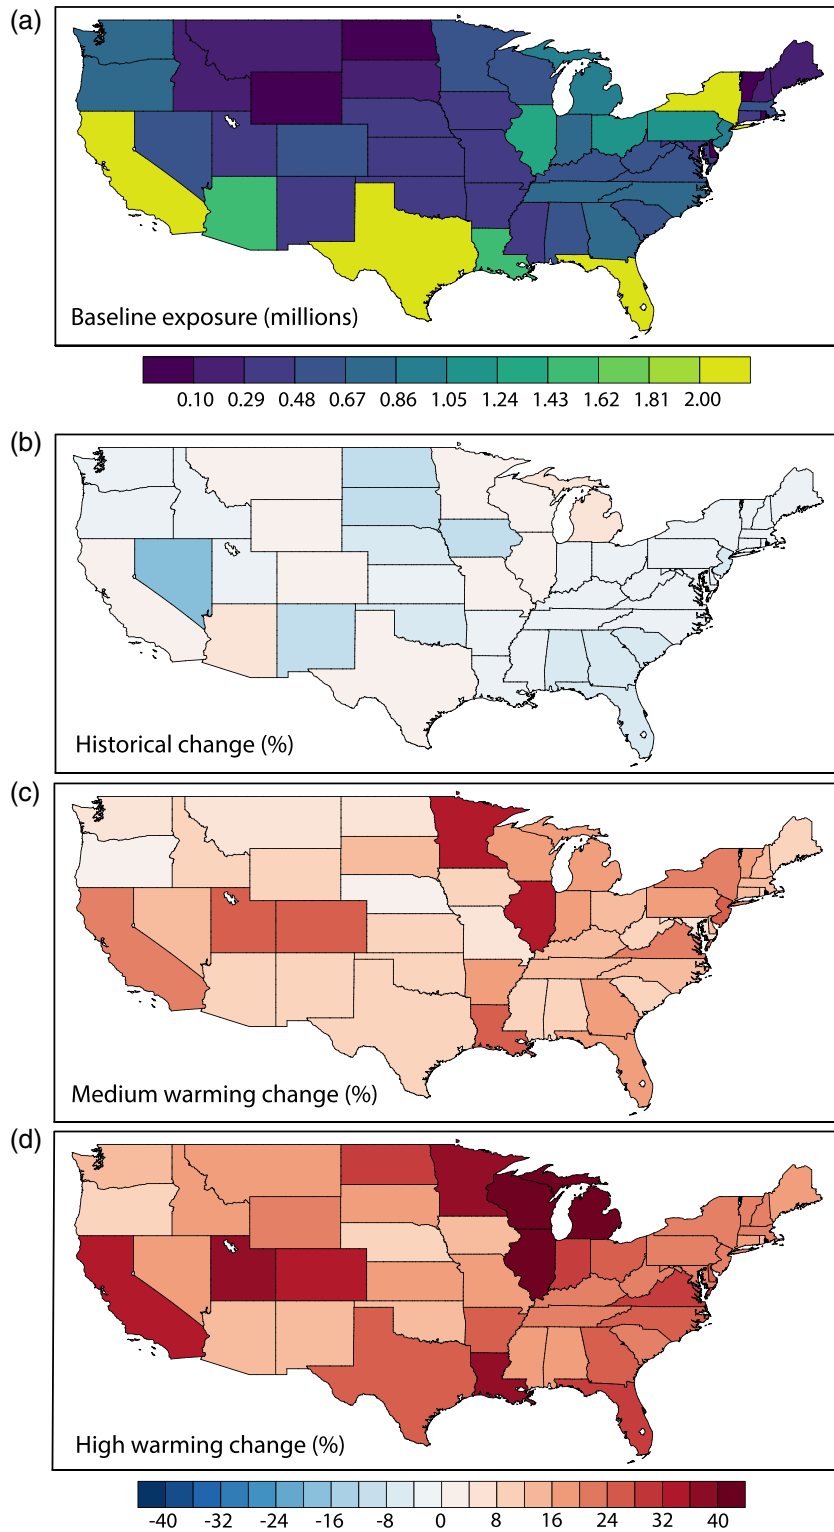 (a)
Baseline exposure (millions)
0.10 0.29 0.48 0.67 0.86 1.05 1.24 1.43 1.62 1.81 2.00
(b)
Historical change (%)
(c)
Medium warming change (%)
(d)
High warming change (%)
-40 -32 -24 -16 -8 0 8 16 24 32 40